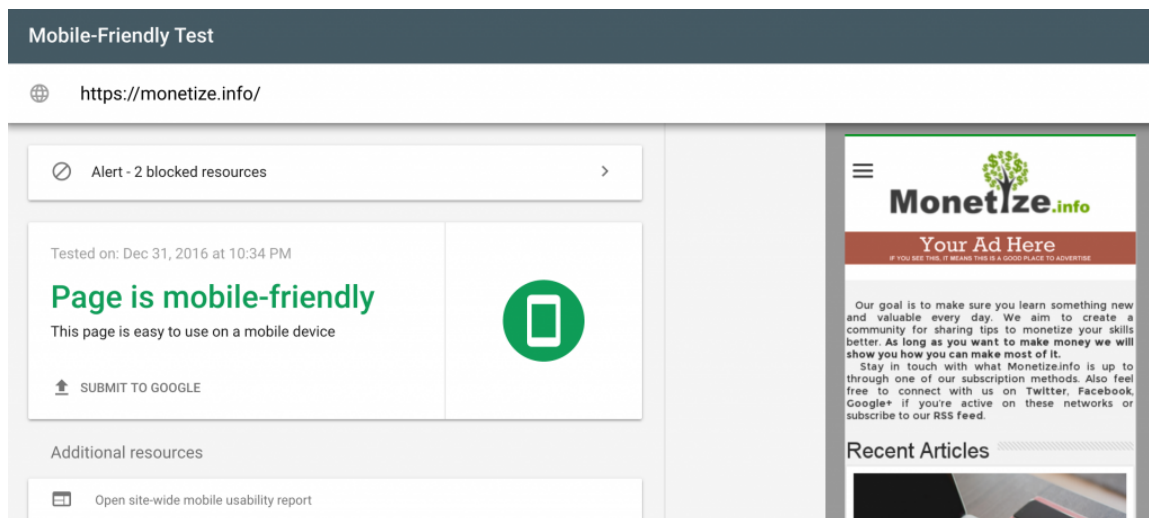 Mobile-Friendly Test
https://monetize.info/
Alert - 2 blocked resources
Tested on: Dec 31, 2016 at 10:34 PM
Page is mobile-friendly
This page is easy to use on a mobile device
SUBMIT TO GOOGLE
Additional resources
Open site-wide mobile usability report
Monetize.info
Your Ad Here
IF YOU SEE THIS, IT MEANS THIS IS A GOOD PLACE TO ADVERTISE
Our goal is to make sure you learn something new
and valuable every day. We aim to create a
community for sharing tips to monetize your skills
better. As long as you want to make money we will
show you how you can make most of it.
Stay in touch with what Monetize.info is up to
through one of our subscription methods. Also feel
free to connect with us on Twitter, Facebook,
Google+ if you're active on these networks or
subscribe to our RSS feed.
Recent Articles